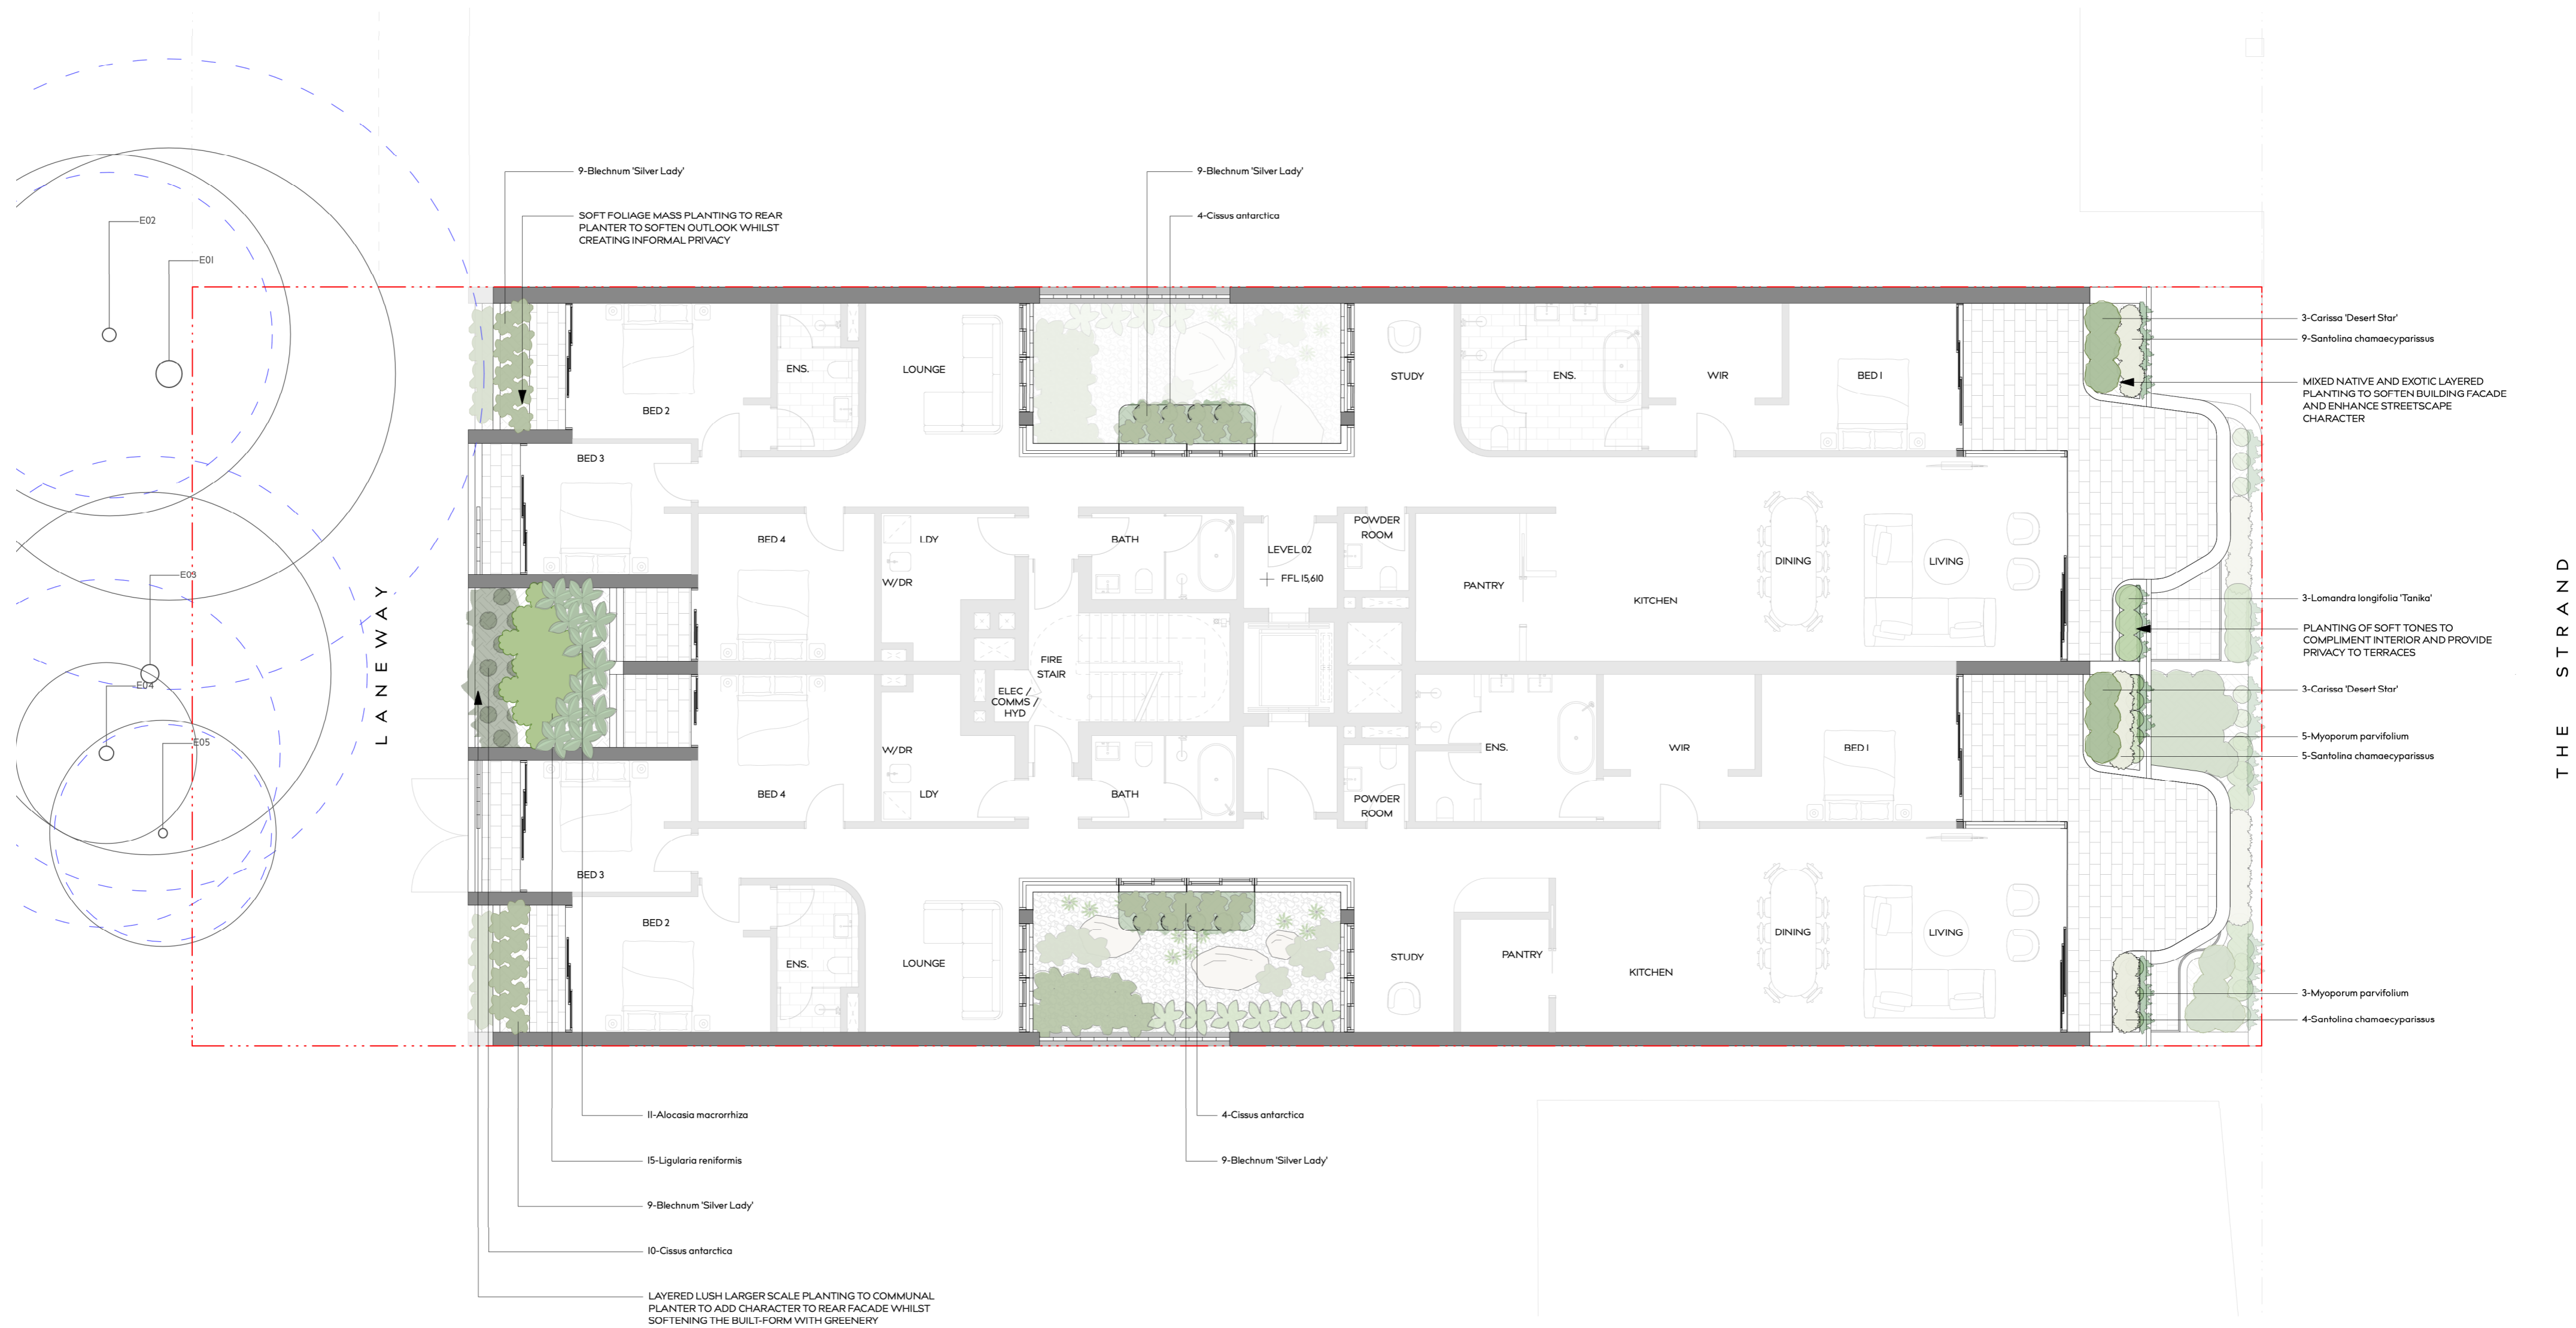 9-Blechnum 'Silver Lady'
SOFT FOLIAGE MASS PLANTING TO REAR
PLANTER TO SOFTEN OUTLOOK WHILST
CREATING INFORMAL PRIVACY
9-Blechnum 'Silver Lady'
4-Cissus antarctica
E02
E01
E03
E04
E05
LANEWAY
BED 2
ENS.
LOUNGE
STUDY
ENS.
WIR
BED 1
BED 3
BED 4
LDY
W/DR
BATH
LEVEL 02
FFL 15,610
POWDER
ROOM
PANTRY
KITCHEN
DINING
LIVING
FIRE
STAIR
ELEC /
COMMS /
HYD
W/DR
BED 4
LDY
BATH
POWDER
ROOM
ENS.
WIR
BED 1
BED 3
BED 2
ENS.
LOUNGE
STUDY
PANTRY
KITCHEN
DINING
LIVING
3-Carissa 'Desert Star'
9-Santolina chamaecyparissus
MIXED NATIVE AND EXOTIC LAYERED
PLANTING TO SOFTEN BUILDING FACADE
AND ENHANCE STREETSCAPE
CHARACTER
3-Lomandra longifolia 'Tanika'
PLANTING OF SOFT TONES TO
COMPLIMENT INTERIOR AND PROVIDE
PRIVACY TO TERRACES
3-Carissa 'Desert Star'
5-Myoporum parvifolium
5-Santolina chamaecyparissus
3-Myoporum parvifolium
4-Santolina chamaecyparissus
THE STRAND
11-Alocasia macrorrhiza
15-Ligularia reniformis
9-Blechnum 'Silver Lady'
10-Cissus antarctica
4-Cissus antarctica
9-Blechnum 'Silver Lady'
LAYERED LUSH LARGER SCALE PLANTING TO COMMUNAL
PLANTER TO ADD CHARACTER TO REAR FACADE WHILST
SOFTENING THE BUILT-FORM WITH GREENERY